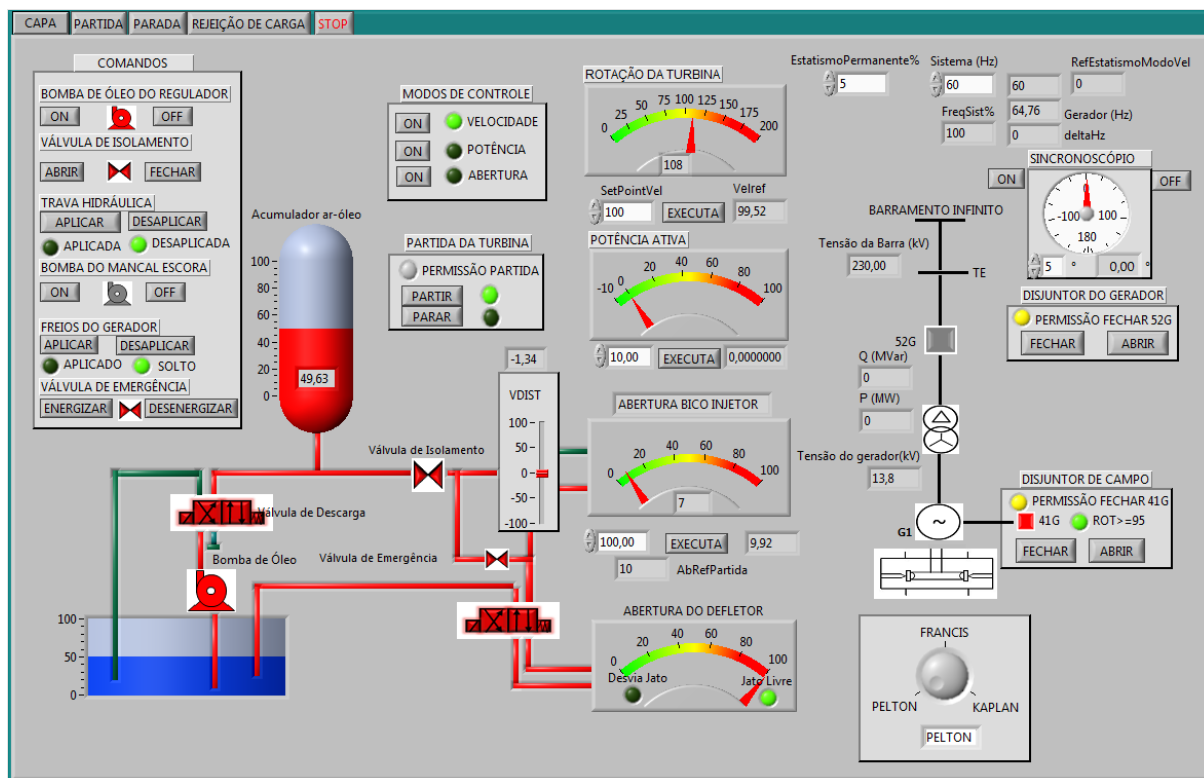 CAPA PARTIDA PARADA REJEIÇÃO DE CARGA STOP
COMANDOS
BOMBA DE ÓLEO DO REGULADOR
ON OFF
VÁLVULA DE ISOLAMENTO
ABRIR FECHAR
TRAVA HIDRÁULICA
APLICAR DESAPLICAR
APLICADA DESAPLICADA
BOMBA DO MANCAL ESCORA
ON OFF
FREIOS DO GERADOR
APLICAR DESAPLICAR
APLICADO SOLTO
VÁLVULA DE EMERGÊNCIA
ENERGIZAR DESENERGIZAR
MODOS DE CONTROLE
ON VELOCIDADE
ON POTÊNCIA
ON ABERTURA
Acumulador ar-óleo
100
80
60
40
20
0
49,63
PARTIDA DA TURBINA
PERMISSÃO PARTIDA
PARTIR
PARAR
-1,34
VDIST
100
50
0
-50
-100
Válvula de Isolamento
Válvula de Descarga
Bomba de Óleo
Válvula de Emergência
100
50
0
ROTAÇÃO DA TURBINA
0 25 50 75 100 125 150 175 200
108
SetPointVel Velref
100 EXECUTA 99,52
POTÊNCIA ATIVA
-10 0 20 40 60 80 100
10,00 EXECUTA 0,0000000
ABERTURA BICO INJETOR
0 20 40 60 80 100
7
100,00 EXECUTA 9,92
10 AbRefPartida
ABERTURA DO DEFLETOR
0 20 40 60 80 100
Desvia Jato Jato Livre
EstatismoPermanente% Sistema (Hz) RefEstatismoModoVel
5 60 60 0
FreqSist% 64,76 Gerador (Hz)
100 0 deltaHz
SINCRONOSCÓPIO
ON OFF
0
-100 100
180
5 ° 0,00 °
BARRAMENTO INFINITO
Tensão da Barra (kV)
230,00
TE
DISJUNTOR DO GERADOR
PERMISSÃO FECHAR 52G
FECHAR ABRIR
52G
Q (MVar)
0
P (MW)
0
Tensão do gerador(kV)
13,8
G1
~
DISJUNTOR DE CAMPO
PERMISSÃO FECHAR 41G
41G ROT>=95
FECHAR ABRIR
FRANCIS
PELTON KAPLAN
PELTON